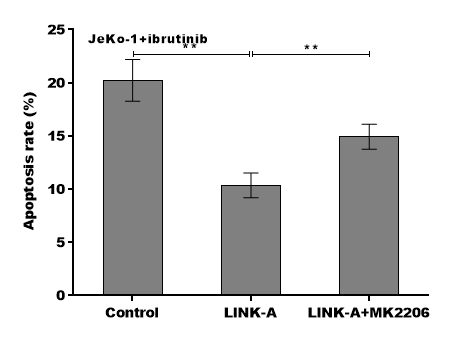 25
JeKo-1+ibrutinib
** **
20
15
10
5
0
Apoptosis rate (%)
Control LINK-A LINK-A+MK2206